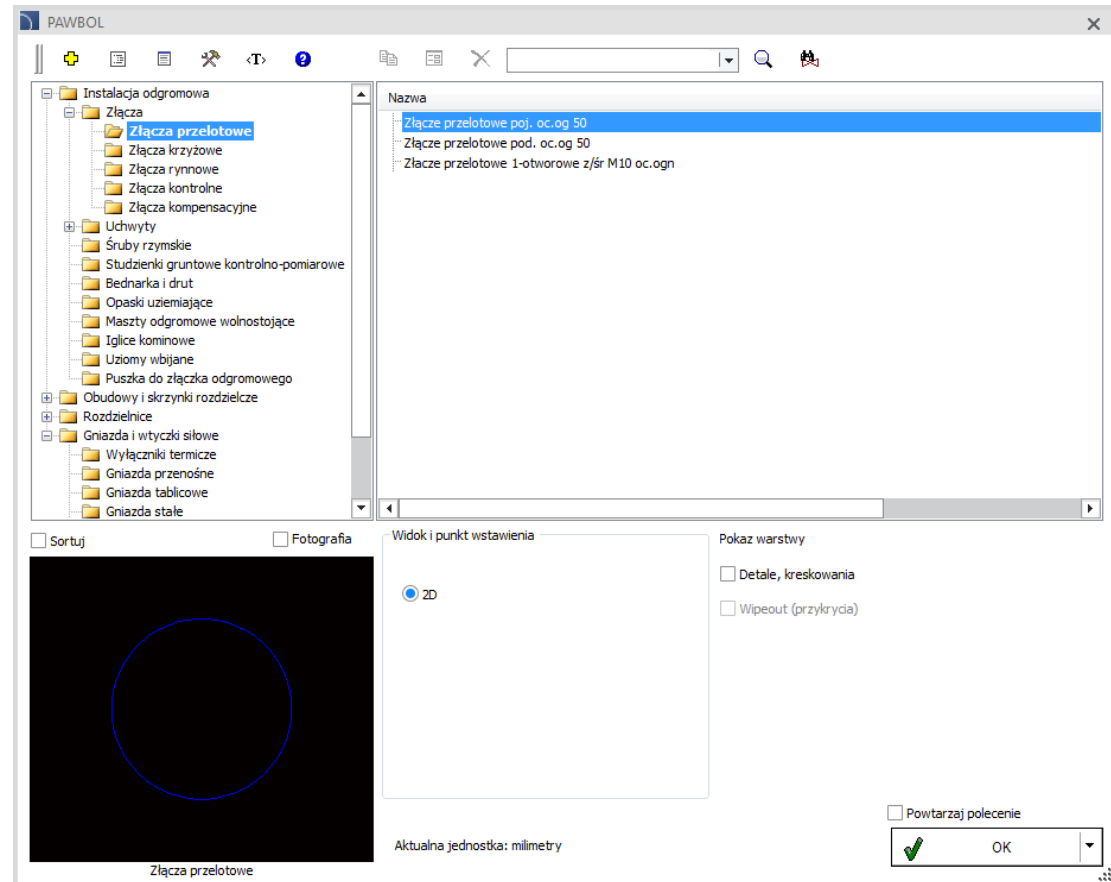 PAWBOL
<T>
Instalacja odgromowa
Złącza
Złącza przelotowe
Złącza krzyżowe
Złącza rynnowe
Złącza kontrolne
Złącza kompensacyjne
Uchwyty
Śruby rzymskie
Studzienki gruntowe kontrolno-pomiarowe
Bednarka i drut
Opaski uziemiające
Maszty odgromowe wolnostojące
Iglice kominowe
Uziomy wbijane
Puszka do złączka odgromowego
Obudowy i skrzynki rozdzielcze
Rozdzielnice
Gniazda i wtyczki siłowe
Wyłączniki termicze
Gniazda przenośne
Gniazda tablicowe
Gniazda stałe
Nazwa
Złącze przelotowe poj. oc.og 50
Złącze przelotowe pod. oc.og 50
Złacze przelotowe 1-otworowe z/śr M10 oc.ogn
Sortuj
Fotografia
Złącza przelotowe
Widok i punkt wstawienia
2D
Pokaz warstwy
Detale, kreskowania
Wipeout (przykrycia)
Aktualna jednostka: milimetry
Powtarzaj polecenie
OK